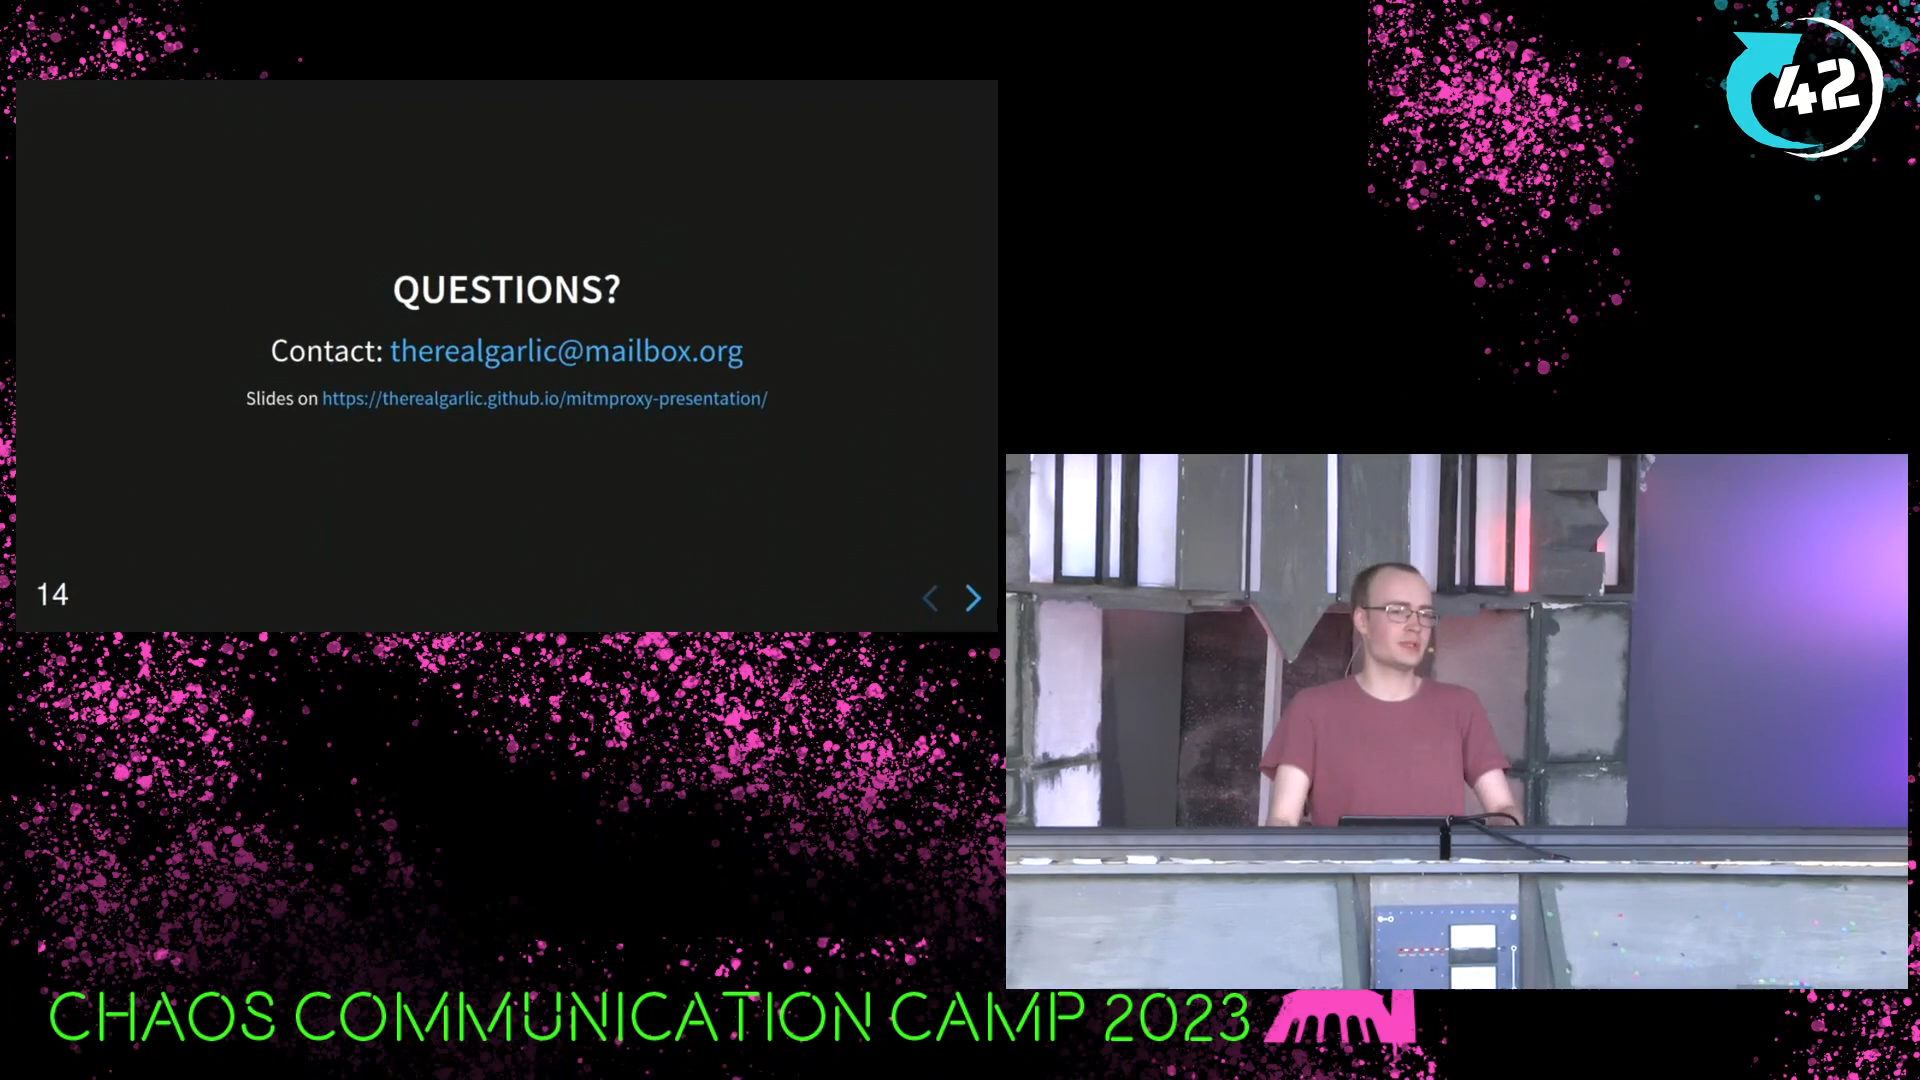 42
QUESTIONS?
Contact: therealgarlic@mailbox.org
Slides on https://therealgarlic.github.io/mitmproxy-presentation/
14
CHAOS COMMUNICATION CAMP 2023